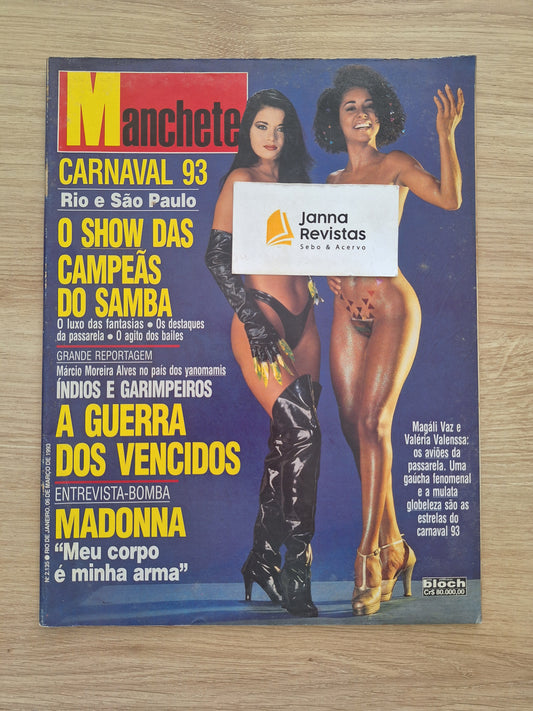 Manchete
CARNAVAL 93
Rio e São Paulo
O SHOW DAS
CAMPEÃS
DO SAMBA
O luxo das fantasias • Os destaques
da passarela • O agito dos bailes
GRANDE REPORTAGEM
Márcio Moreira Alves no país dos yanomamis
ÍNDIOS E GARIMPEIROS
A GUERRA
DOS VENCIDOS
ENTREVISTA-BOMBA
MADONNA
“Meu corpo
é minha arma”
Janna
Revistas
Sebo & Acervo
Magáli Vaz e
Valéria Valenssa:
os aviões da
passarela. Uma
gaúcha fenomenal
e a mulata
globeleza são as
estrelas do
carnaval 93
bloch
Cr$ 80.000,00
Nº 2.135 • RIO DE JANEIRO, 06 DE MARÇO DE 1993